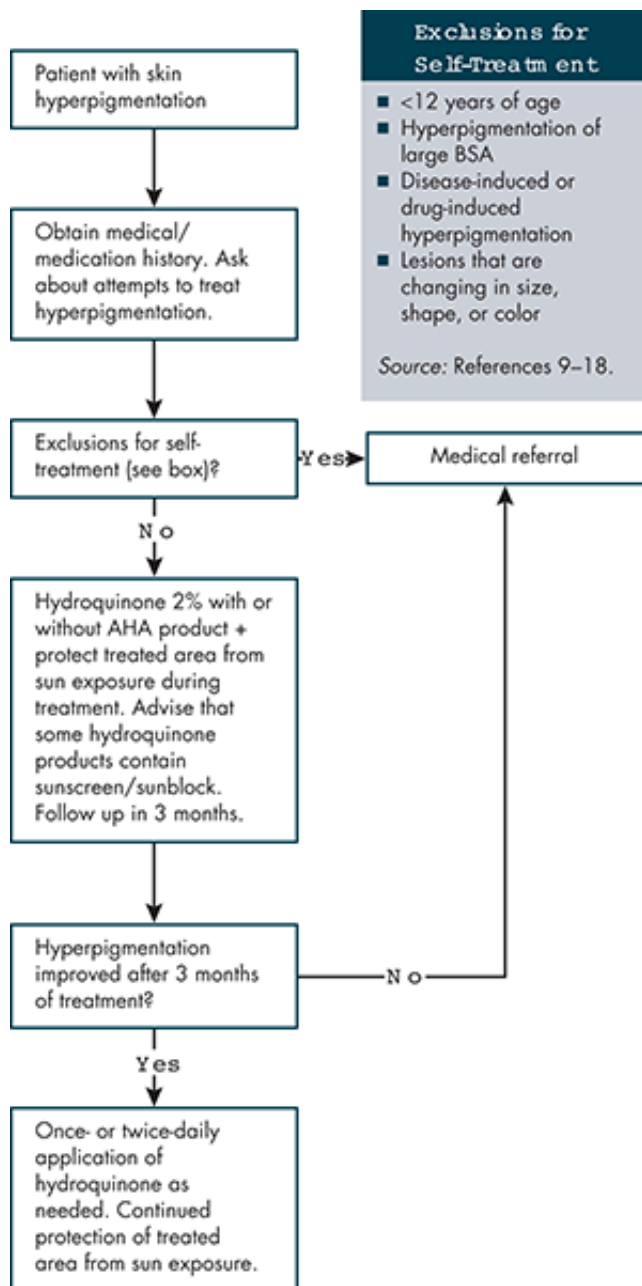 Patient with skin
hyperpigmentation
Exclusions for
Self-Treatment
■ <12 years of age
■ Hyperpigmentation of
large BSA
■ Disease-induced or
drug-induced
hyperpigmentation
■ Lesions that are
changing in size,
shape, or color
Source: References 9–18.
Obtain medical/
medication history. Ask
about attempts to treat
hyperpigmentation.
Exclusions for self-
treatment (see box)?
Yes
Medical referral
No
Hydroquinone 2% with or
without AHA product +
protect treated area from
sun exposure during
treatment. Advise that
some hydroquinone
products contain
sunscreen/sunblock.
Follow up in 3 months.
Hyperpigmentation
improved after 3 months
of treatment?
No
Yes
Once- or twice-daily
application of
hydroquinone as
needed. Continued
protection of treated
area from sun exposure.